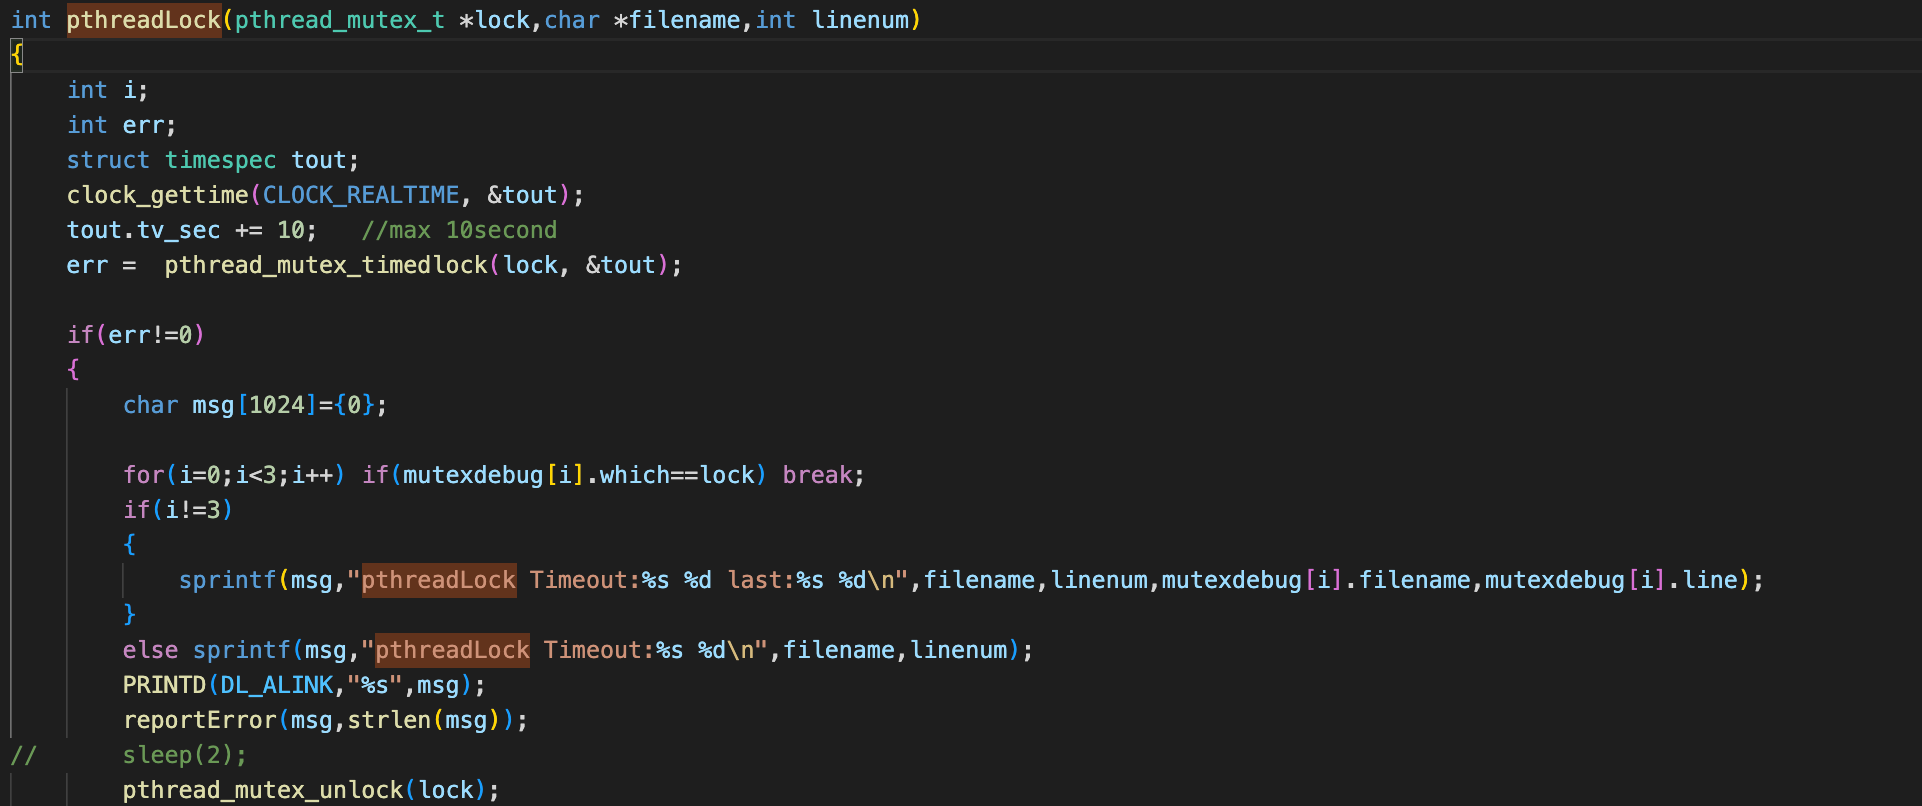 int pthreadLock(pthread_mutex_t *lock,char *filename,int linenum)
{
    int i;
    int err;
    struct timespec tout;
    clock_gettime(CLOCK_REALTIME, &tout);
    tout.tv_sec += 10;   //max 10second
    err =  pthread_mutex_timedlock(lock, &tout);

    if(err!=0)
    {
        char msg[1024]={0};

        for(i=0;i<3;i++) if(mutexdebug[i].which==lock) break;
        if(i!=3)
        {
            sprintf(msg,"pthreadLock Timeout:%s %d last:%s %d\n",filename,linenum,mutexdebug[i].filename,mutexdebug[i].line);
        }
        else sprintf(msg,"pthreadLock Timeout:%s %d\n",filename,linenum);
        PRINTD(DL_ALINK,"%s",msg);
        reportError(msg,strlen(msg));
//      sleep(2);
        pthread_mutex_unlock(lock);